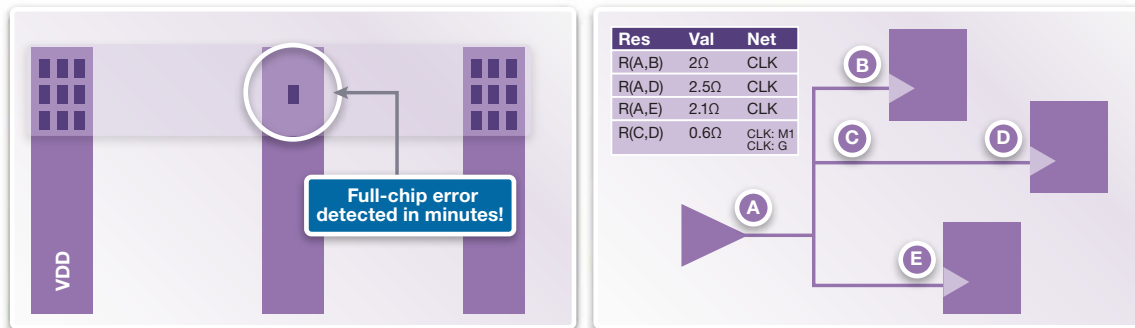 VDD
Full-chip error
detected in minutes!
Res Val Net
R(A,B) 2Ω CLK
R(A,D) 2.5Ω CLK
R(A,E) 2.1Ω CLK
R(C,D) 0.6Ω CLK: M1
CLK: G
B
C
D
A
E